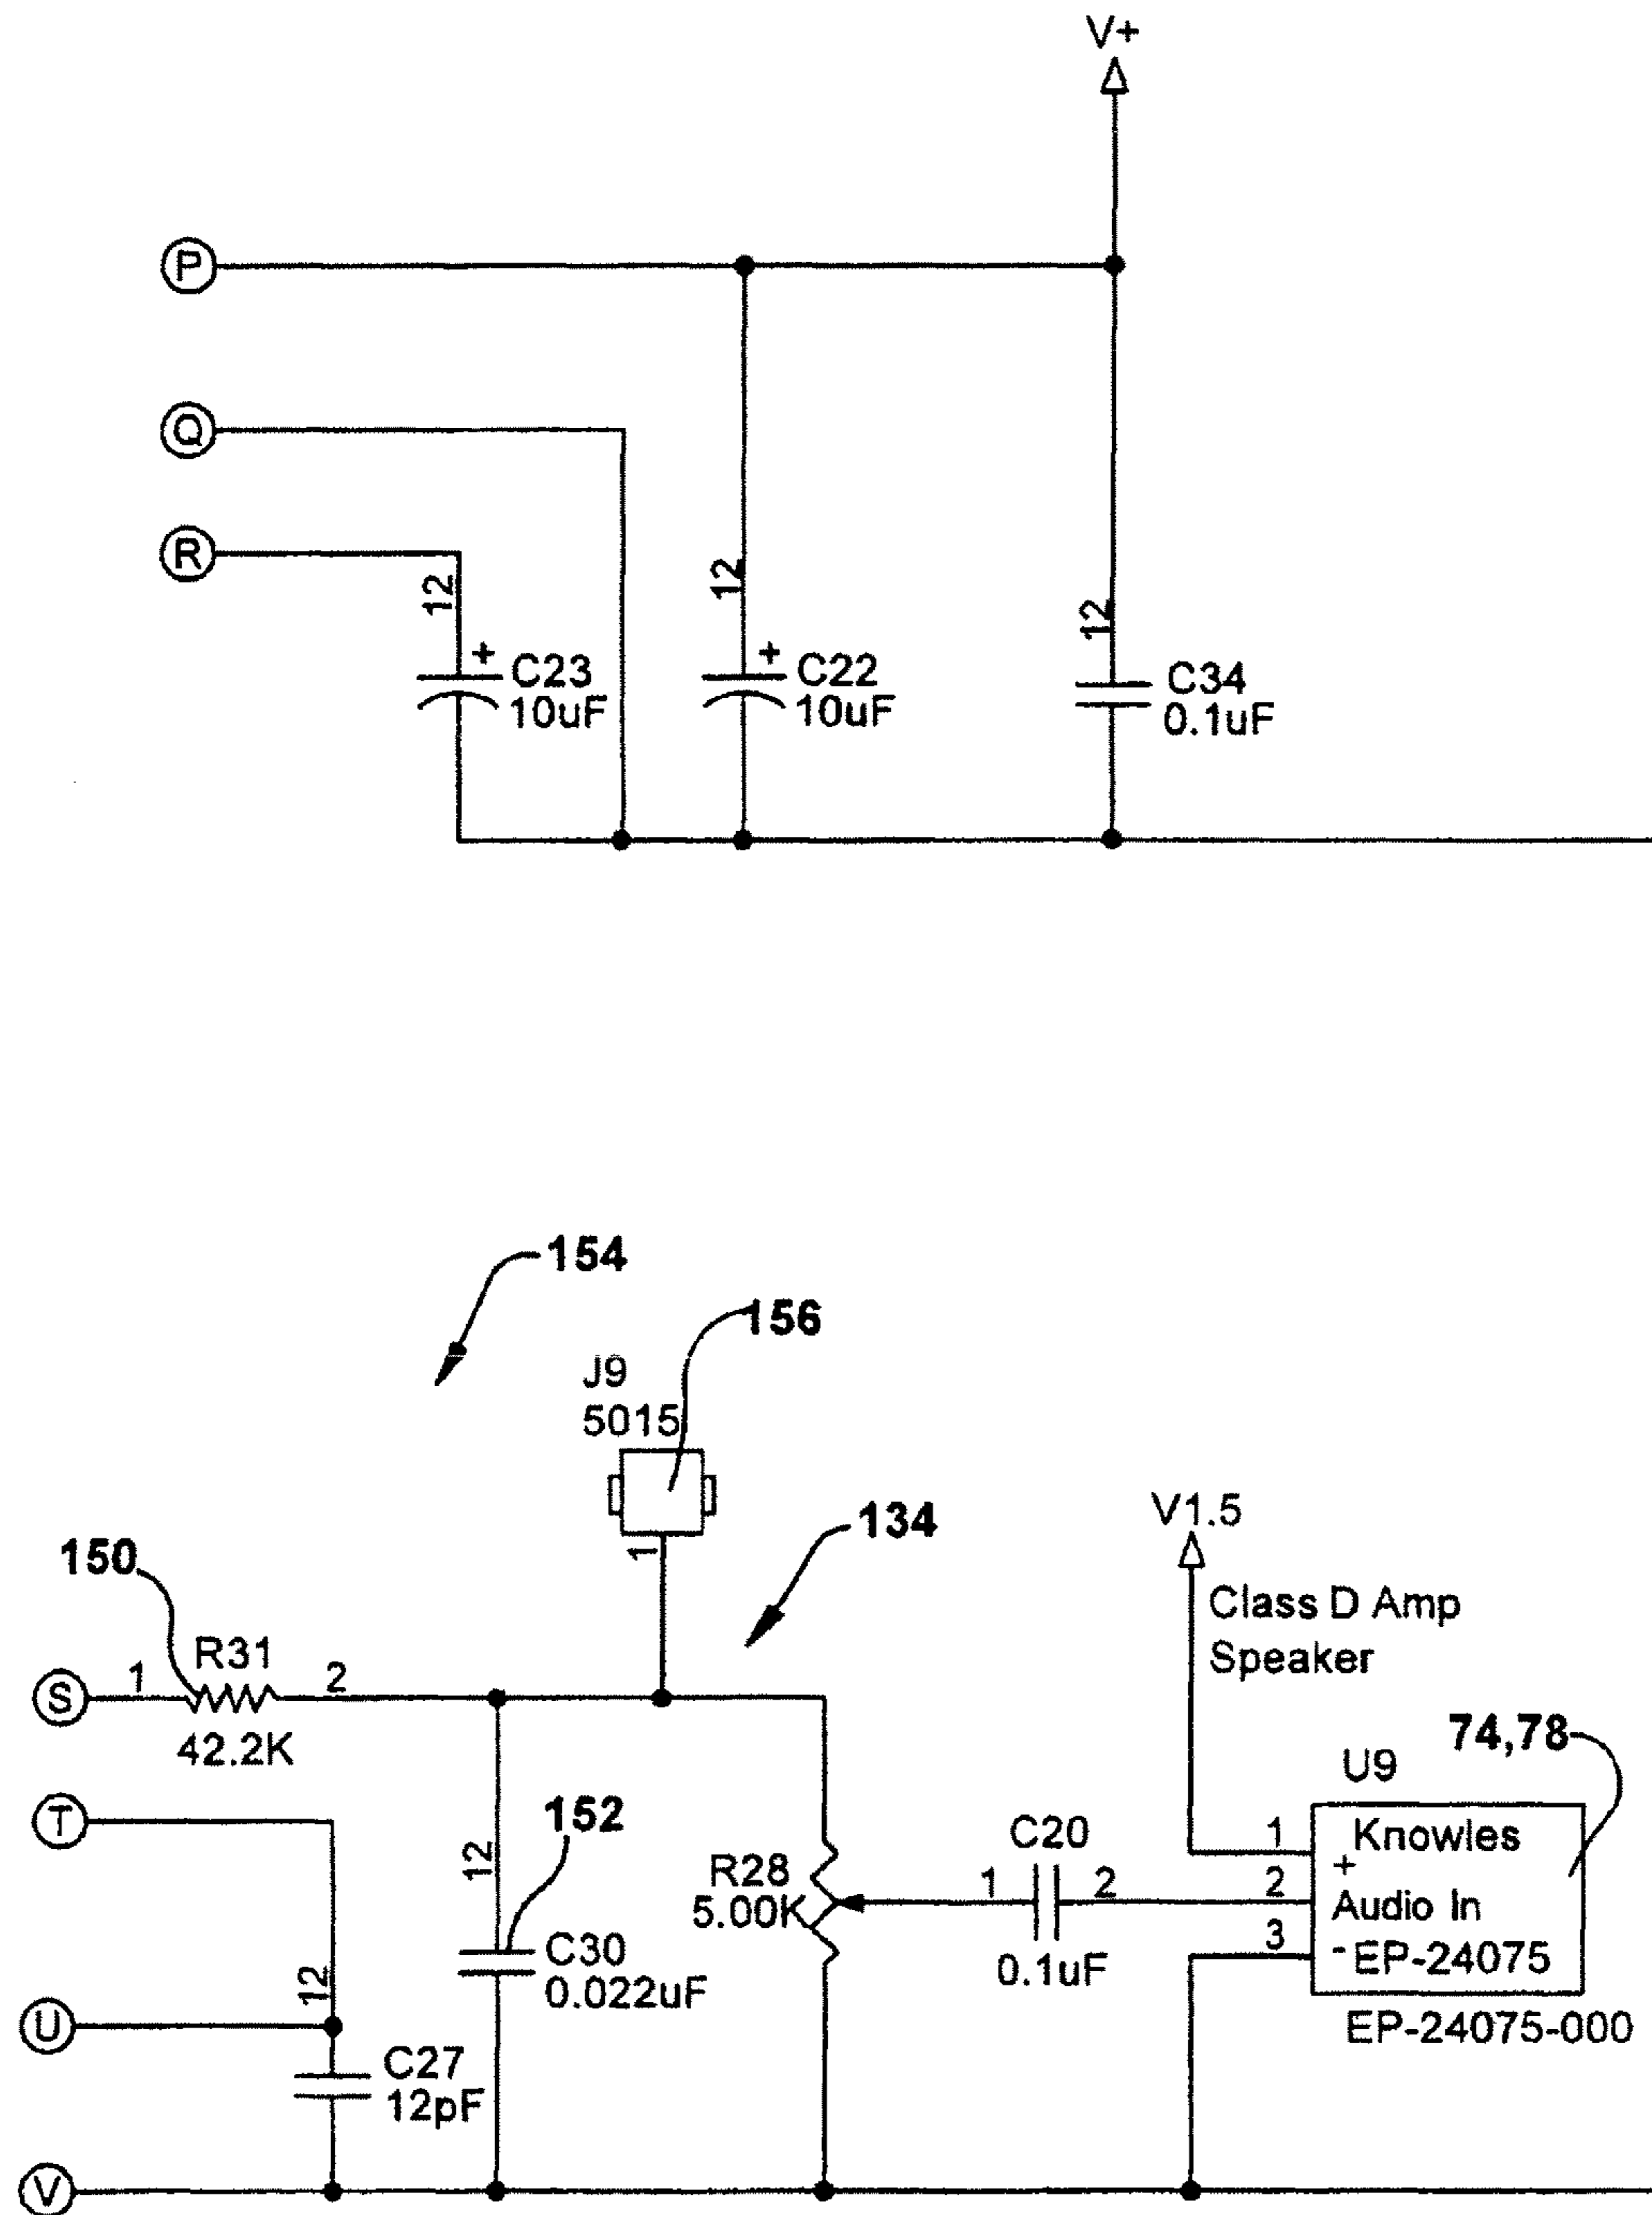 V+
P
Q
R
12
12
12
+ C23
10uF
+ C22
10uF
C34
0.1uF
154
156
J9
5015
1
134
150
R31
S 1 2
42.2K
V1.5
Class D Amp
Speaker
74,78
U9
T
152
12
C30
0.022uF
R28
5.00K
C20
1 2
0.1uF
1 Knowles
+
2 Audio In
3 - EP-24075
EP-24075-000
12
U
C27
12pF
V